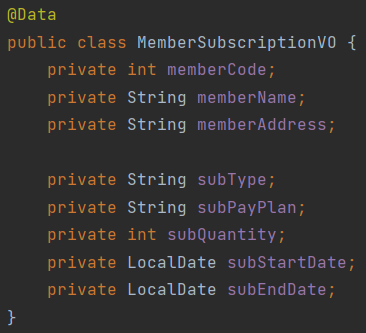 @Data
public class MemberSubscriptionVO {
    private int memberCode;
    private String memberName;
    private String memberAddress;

    private String subType;
    private String subPayPlan;
    private int subQuantity;
    private LocalDate subStartDate;
    private LocalDate subEndDate;
}